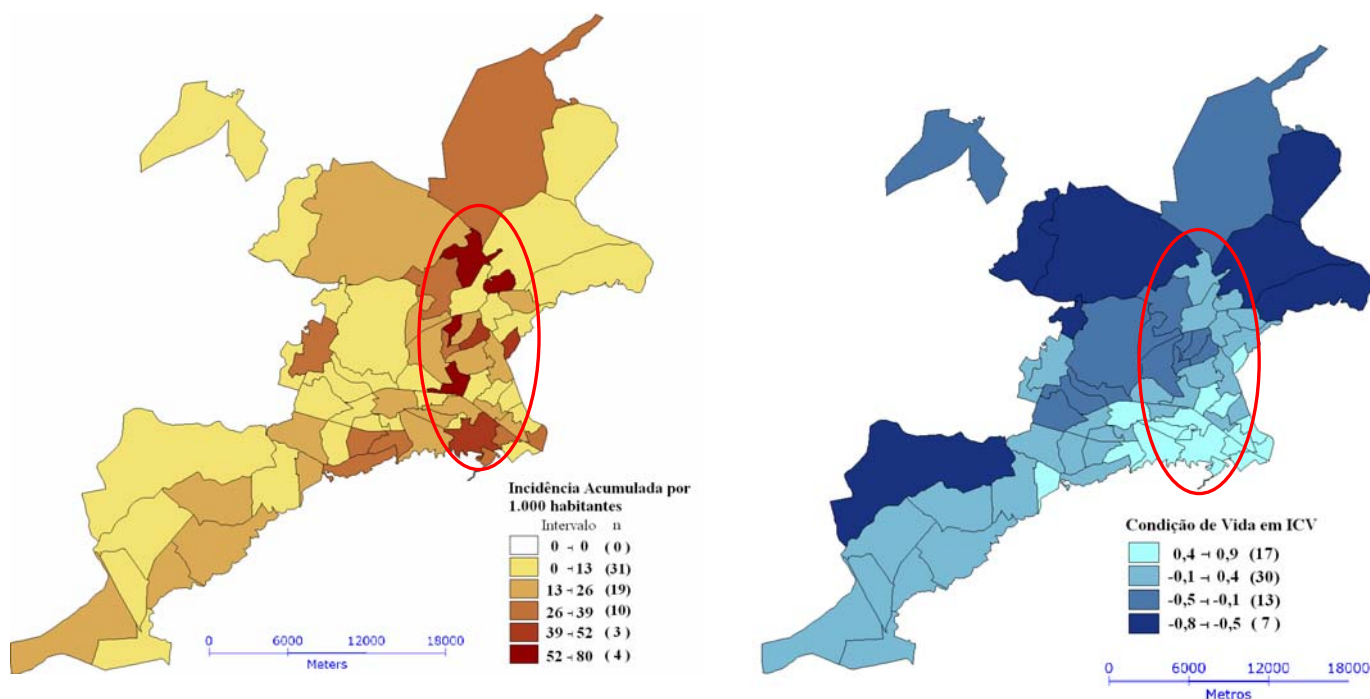 Incidência Acumulada por
1.000 habitantes
Intervalo n
0 ⊣ 0 ( 0)
0 ⊣ 13 (31)
13 ⊣ 26 (19)
26 ⊣ 39 (10)
39 ⊣ 52 ( 3)
52 ⊣ 80 ( 4)
0 6000 12000 18000
Meters
Condição de Vida em ICV
0,4 ⊣ 0,9 (17)
-0,1 ⊣ 0,4 (30)
-0,5 ⊣ -0,1 (13)
-0,8 ⊣ -0,5 ( 7)
0 6000 12000 18000
Metros